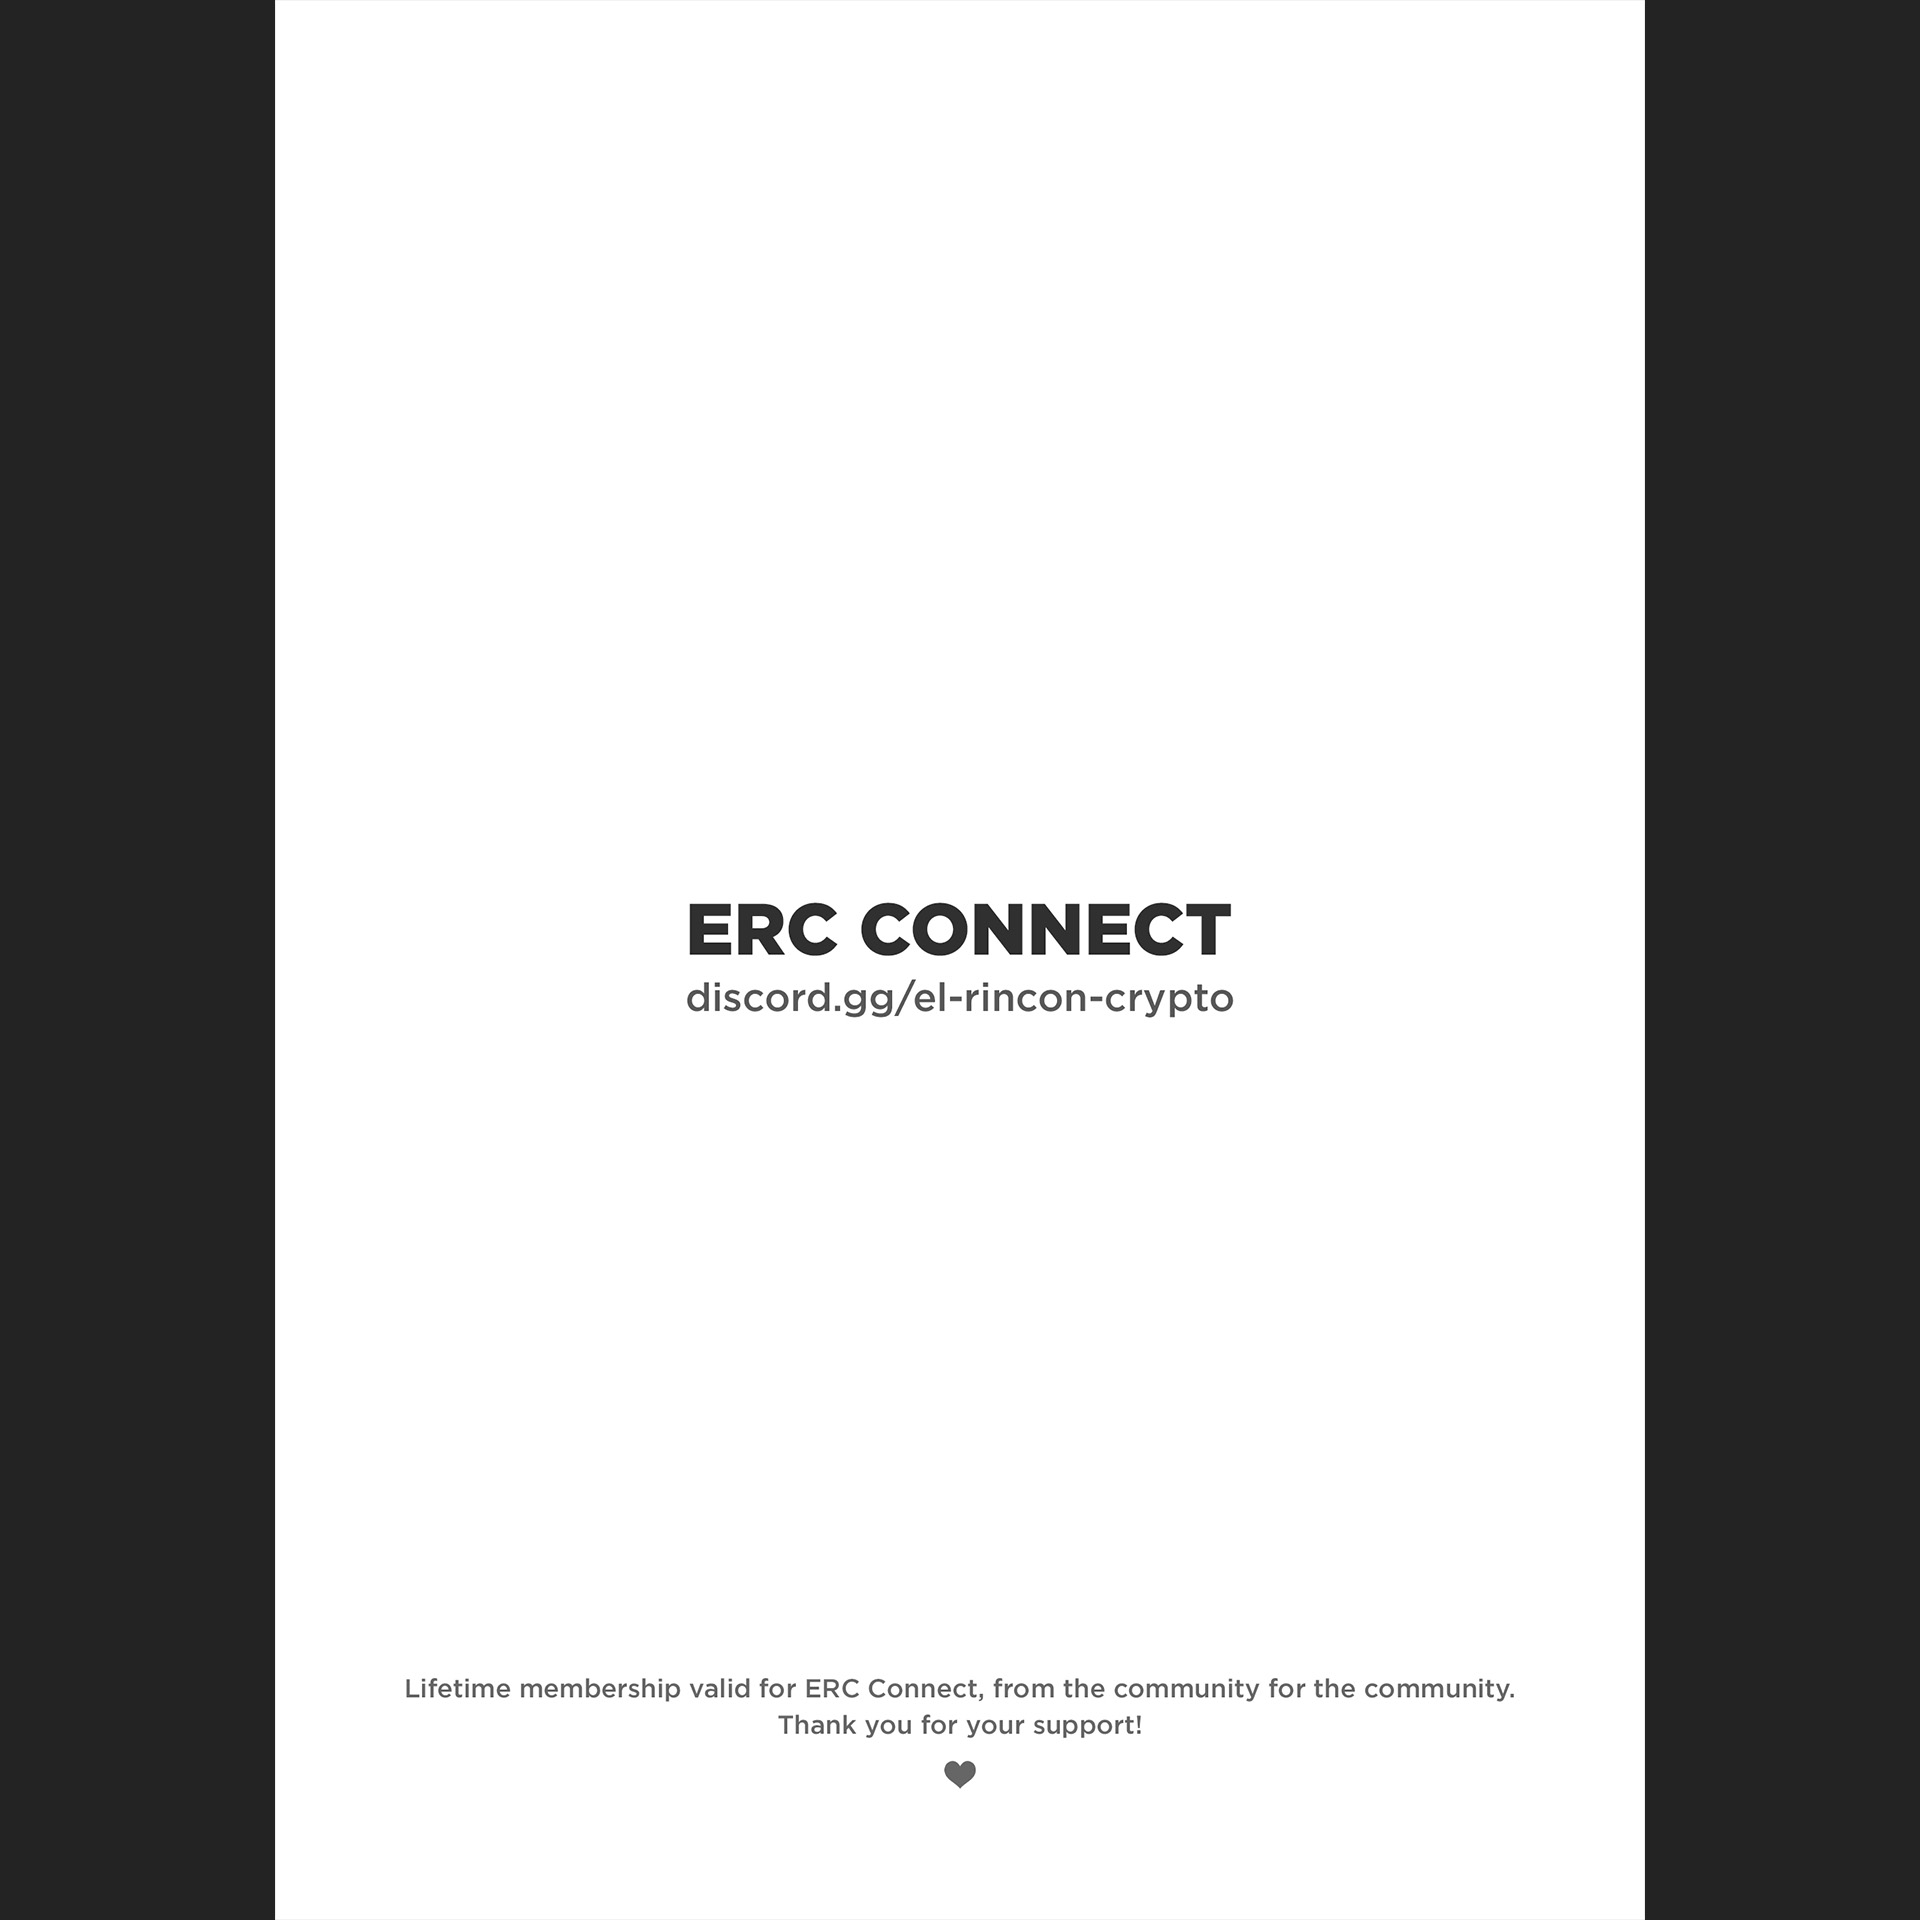 ERC CONNECT
discord.gg/el-rincon-crypto
Lifetime membership valid for ERC Connect, from the community for the community.
Thank you for your support!